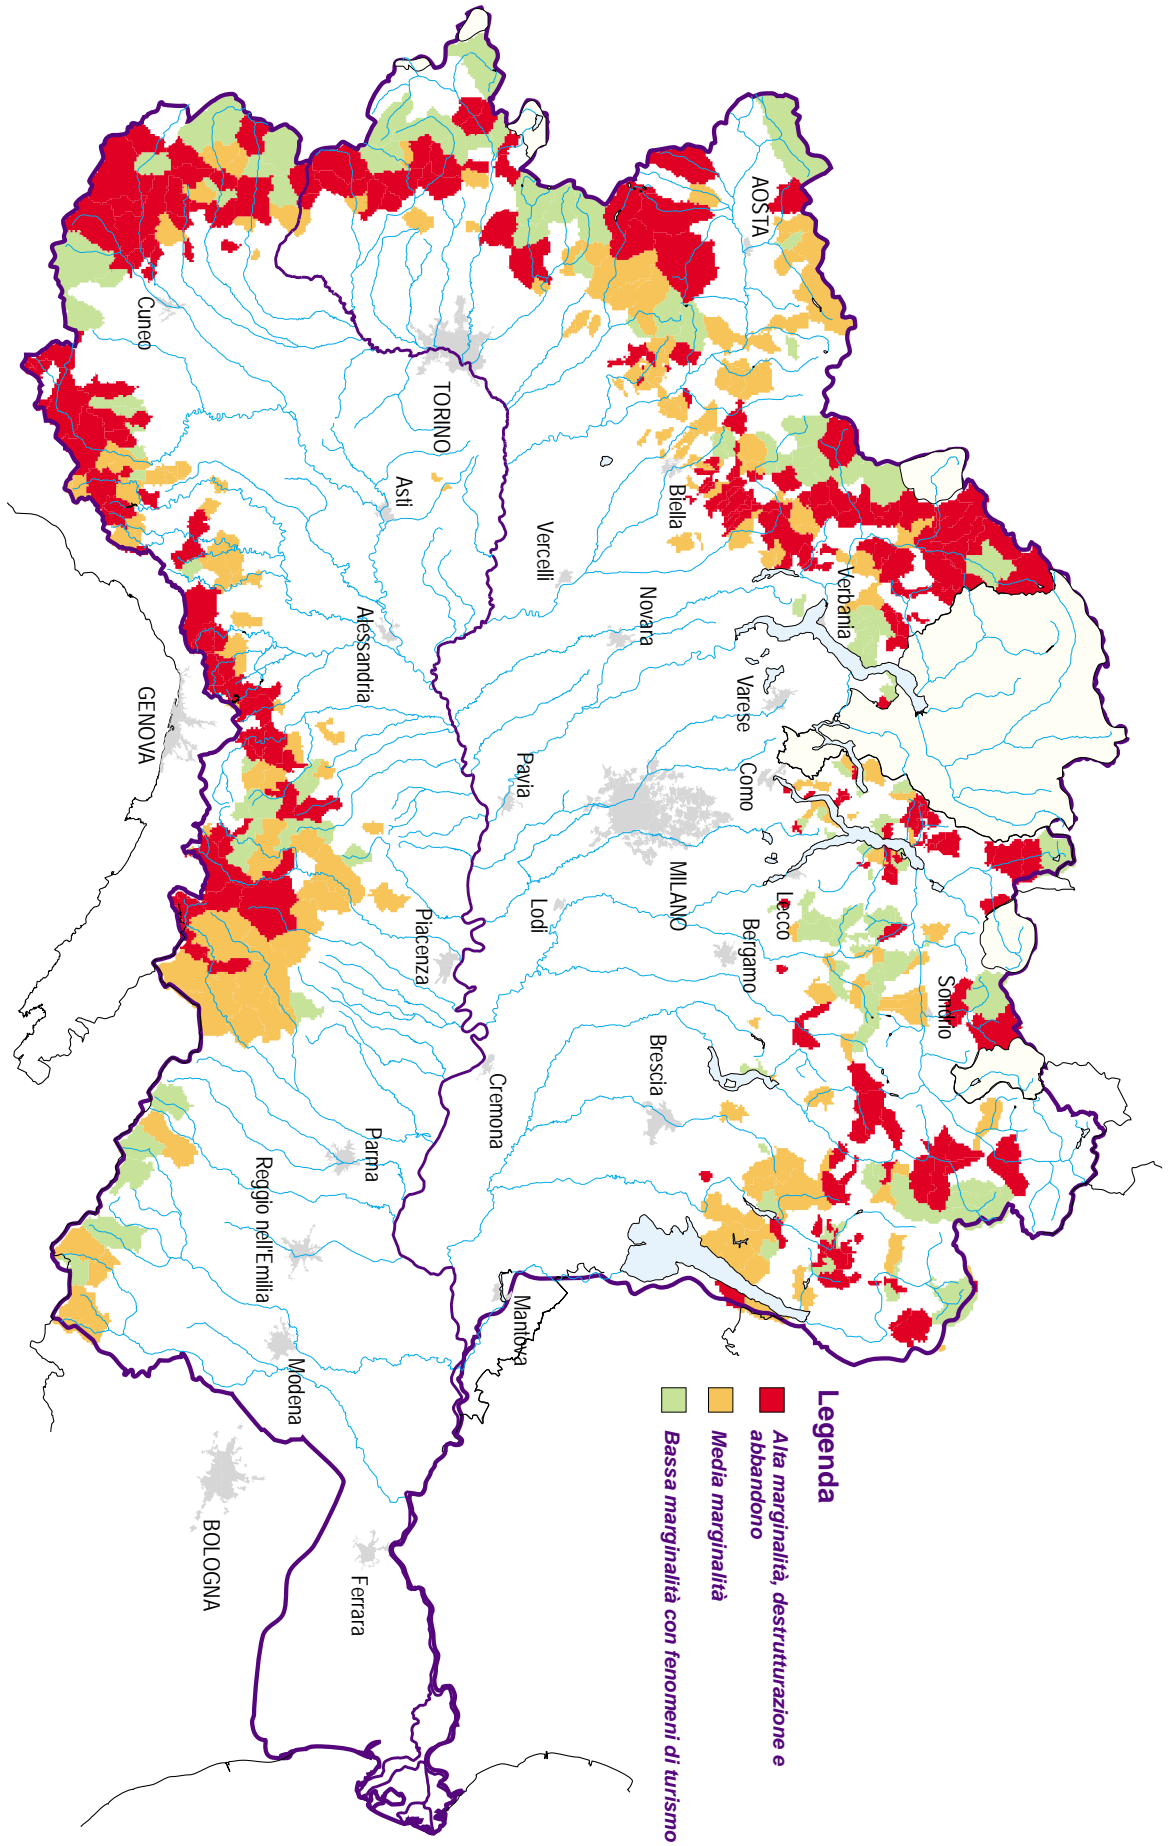 AOSTA
Cuneo
TORINO
Asti
Biella
Vercelli
Verbania
Novara
Alessandria
GENOVA
Varese
Como
Pavia
MILANO
Lecco
Lodi
Bergamo
Piacenza
Sondrio
Brescia
Cremona
Parma
Reggio nell'Emilia
Mantova
Modena
BOLOGNA
Ferrara
Legenda
Alta marginalità, destrutturazione e
abbandono
Media marginalità
Bassa marginalità con fenomeni di turismo